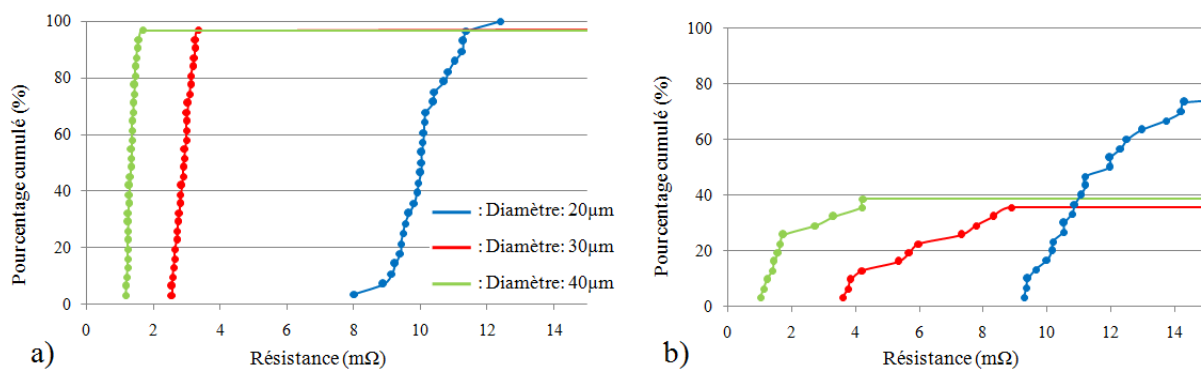 Pourcentage cumulé (%)
100
80
60
40
20
0
0 2 4 6 8 10 12 14
Résistance (mΩ)
: Diamètre: 20µm
: Diamètre: 30µm
: Diamètre: 40µm
a)
Pourcentage cumulé (%)
100
80
60
40
20
0
0 2 4 6 8 10 12 14
Résistance (mΩ)
b)